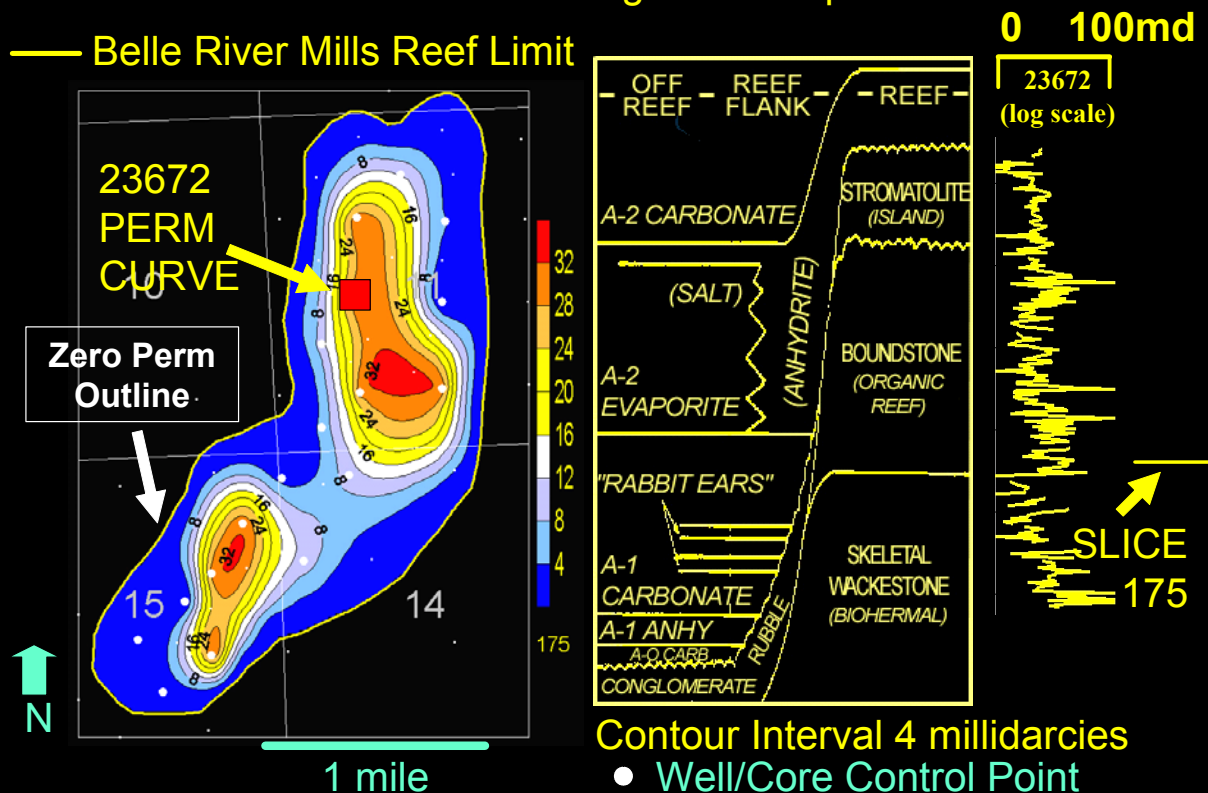 Belle River Mills Reef Limit
0 100md
23672
(log scale)
OFF REEF
REEF FLANK
REEF
23672
PERM
CURVE
Zero Perm
Outline
10
11
15
14
8
16
24
16
24
8
8
32
24
16
8
16
8
24
32
8
16
24
8
32
28
24
20
16
12
8
4
175
N
1 mile
A-2 CARBONATE
STROMATOLITE
(ISLAND)
(SALT)
(ANHYDRITE)
A-2
EVAPORITE
BOUNDSTONE
(ORGANIC
REEF)
"RABBIT EARS"
A-1
CARBONATE
SKELETAL
WACKESTONE
(BIOHERMAL)
A-1 ANHY
A-O CARB
RUBBLE
CONGLOMERATE
SLICE
175
Contour Interval 4 millidarcies
Well/Core Control Point